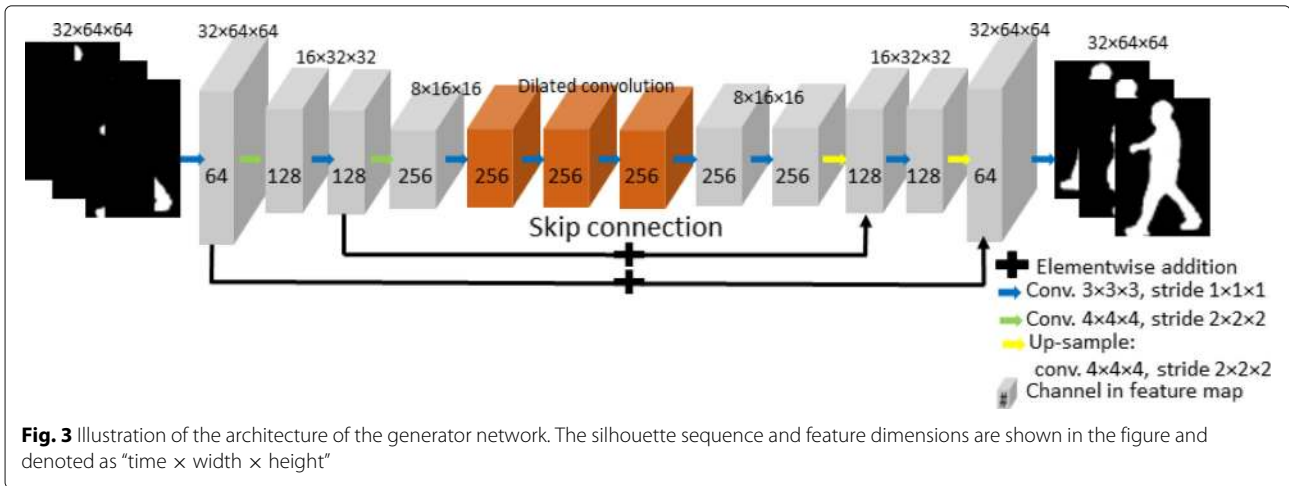 32×64×64
32×64×64
16×32×32
8×16×16
Dilated convolution
8×16×16
16×32×32
32×64×64
32×64×64
64
128
128
256
256
256
256
256
256
128
128
64
Skip connection
Elementwise addition
Conv. 3×3×3, stride 1×1×1
Conv. 4×4×4, stride 2×2×2
Up-sample:
conv. 4×4×4, stride 2×2×2
# Channel in feature map
Fig. 3 Illustration of the architecture of the generator network. The silhouette sequence and feature dimensions are shown in the figure and
denoted as “time × width × height”